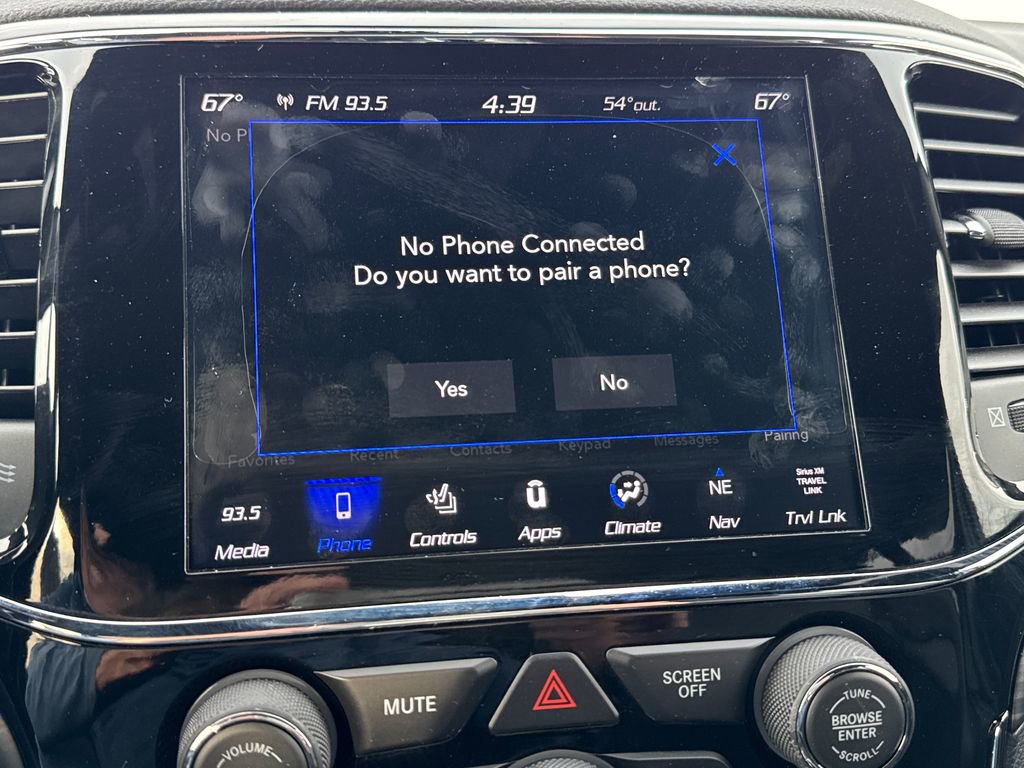 67° FM 93.5 4:39 54°out. 67°
No P
No Phone Connected
Do you want to pair a phone?
Yes No
Favorites Recent Contacts Keypad Messages Pairing
93.5 NE Sirius XM
TRAVEL
LINK
Media Phone Controls Apps Climate Nav Trvl Lnk
MUTE
SCREEN
OFF
VOLUME
TUNE
BROWSE
ENTER
SCROLL